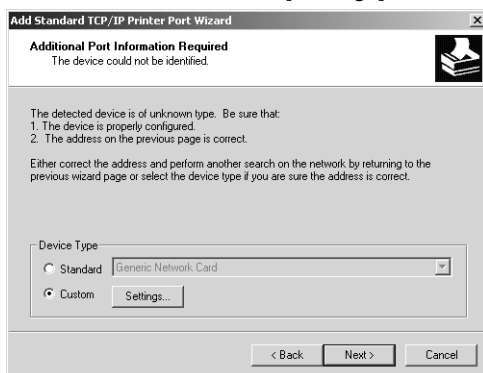 Add Standard TCP/IP Printer Port Wizard
Additional Port Information Required
The device could not be identified.
The detected device is of unknown type. Be sure that:
1. The device is properly configured.
2. The address on the previous page is correct.
Either correct the address and perform another search on the network by returning to the
previous wizard page or select the device type if you are sure the address is correct.
Device Type
Standard Generic Network Card
Custom Settings...
< Back Next > Cancel